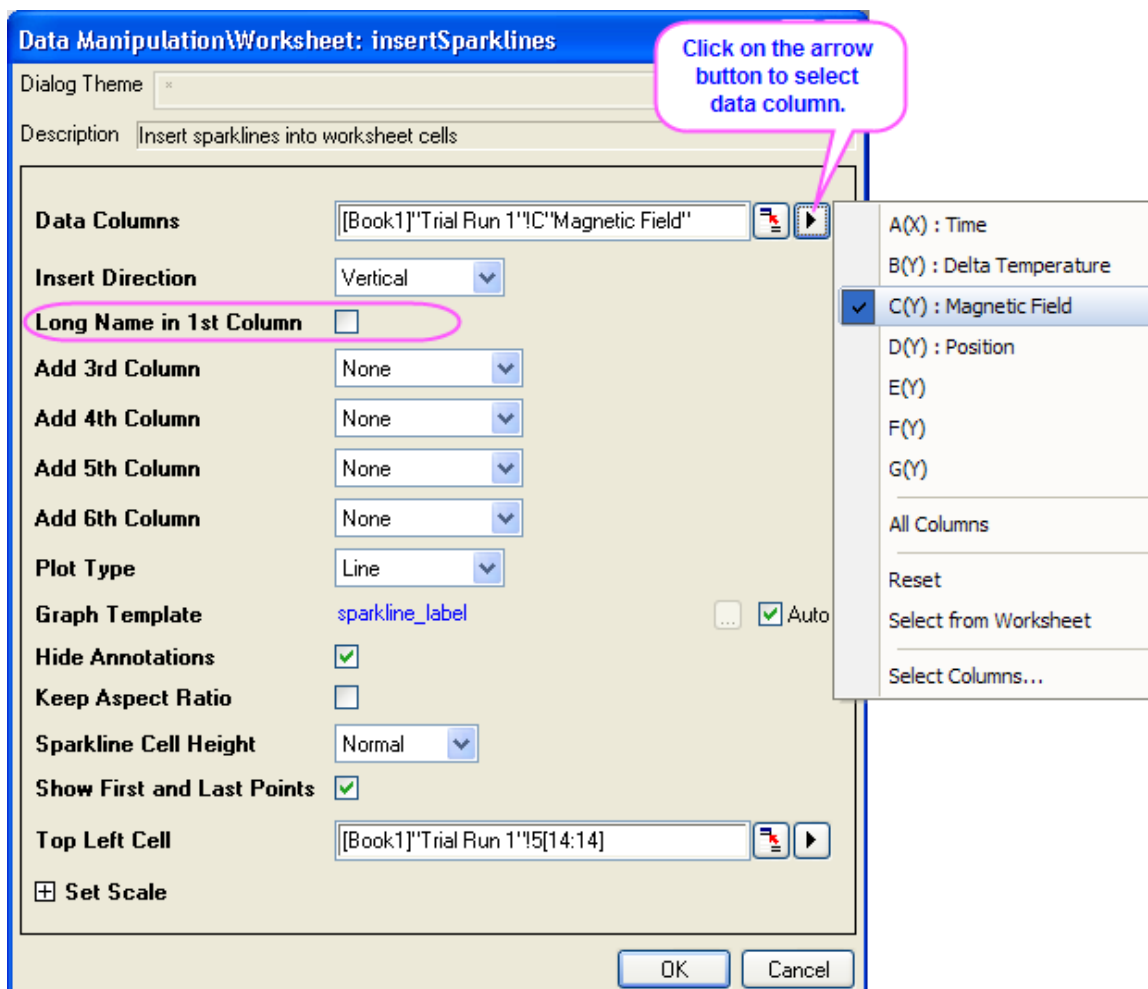 Data Manipulation\Worksheet: insertSparklines
Click on the arrow
button to select
data column.
Dialog Theme *
Description Insert sparklines into worksheet cells
Data Columns [Book1]"Trial Run 1"!C"Magnetic Field"
Insert Direction Vertical
Long Name in 1st Column
Add 3rd Column None
Add 4th Column None
Add 5th Column None
Add 6th Column None
Plot Type Line
Graph Template sparkline_label ... Auto
Hide Annotations
Keep Aspect Ratio
Sparkline Cell Height Normal
Show First and Last Points
Top Left Cell [Book1]"Trial Run 1"!5[14:14]
Set Scale
OK Cancel
A(X) : Time
B(Y) : Delta Temperature
C(Y) : Magnetic Field
D(Y) : Position
E(Y)
F(Y)
G(Y)
All Columns
Reset
Select from Worksheet
Select Columns...